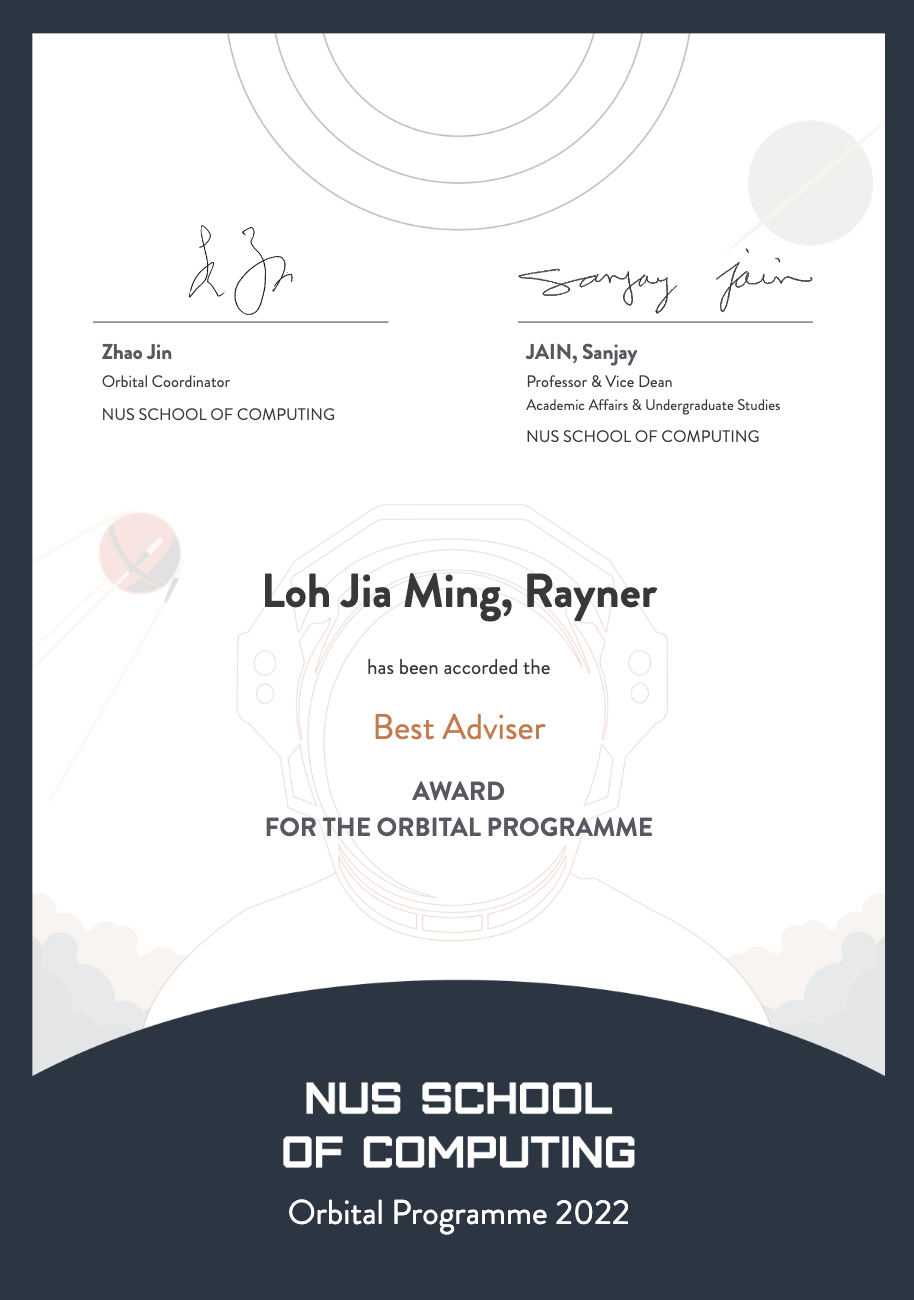 Zhao Jin
Orbital Coordinator
NUS SCHOOL OF COMPUTING
Sanjay Jain
JAIN, Sanjay
Professor & Vice Dean
Academic Affairs & Undergraduate Studies
NUS SCHOOL OF COMPUTING
Loh Jia Ming, Rayner
has been accorded the
Best Adviser
AWARD
FOR THE ORBITAL PROGRAMME
NUS SCHOOL
OF COMPUTING
Orbital Programme 2022